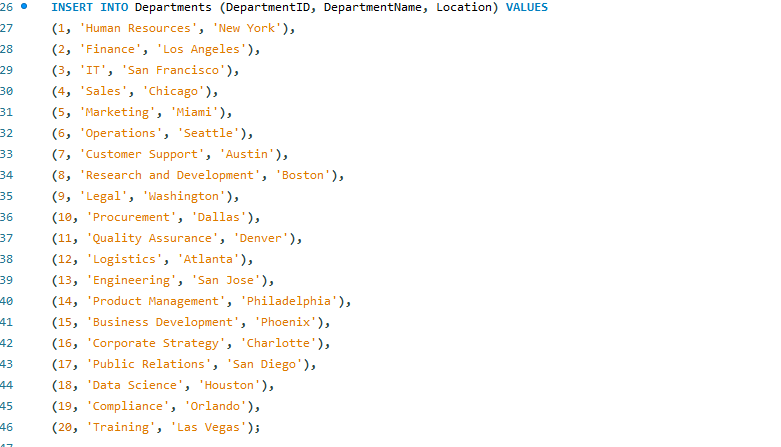 26 INSERT INTO Departments (DepartmentID, DepartmentName, Location) VALUES
27 (1, 'Human Resources', 'New York'),
28 (2, 'Finance', 'Los Angeles'),
29 (3, 'IT', 'San Francisco'),
30 (4, 'Sales', 'Chicago'),
31 (5, 'Marketing', 'Miami'),
32 (6, 'Operations', 'Seattle'),
33 (7, 'Customer Support', 'Austin'),
34 (8, 'Research and Development', 'Boston'),
35 (9, 'Legal', 'Washington'),
36 (10, 'Procurement', 'Dallas'),
37 (11, 'Quality Assurance', 'Denver'),
38 (12, 'Logistics', 'Atlanta'),
39 (13, 'Engineering', 'San Jose'),
40 (14, 'Product Management', 'Philadelphia'),
41 (15, 'Business Development', 'Phoenix'),
42 (16, 'Corporate Strategy', 'Charlotte'),
43 (17, 'Public Relations', 'San Diego'),
44 (18, 'Data Science', 'Houston'),
45 (19, 'Compliance', 'Orlando'),
46 (20, 'Training', 'Las Vegas');